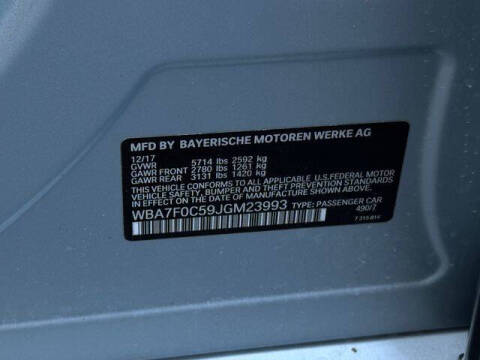 MFD BY BAYERISCHE MOTOREN WERKE AG
12/17
GVWR 5714 lbs 2592 kg
GAWR FRONT 2780 lbs 1261 kg
GAWR REAR 3131 lbs 1420 kg
THIS VEHICLE CONFORMS TO ALL APPLICABLE U.S.FEDERAL MOTOR
VEHICLE SAFETY, BUMPER AND THEFT PREVENTION STANDARDS
IN EFFECT ON THE DATE OF MANUFACTURE SHOWN ABOVE.
WBA7F0C59JGM23993 TYPE: PASSENGER CAR
490/7